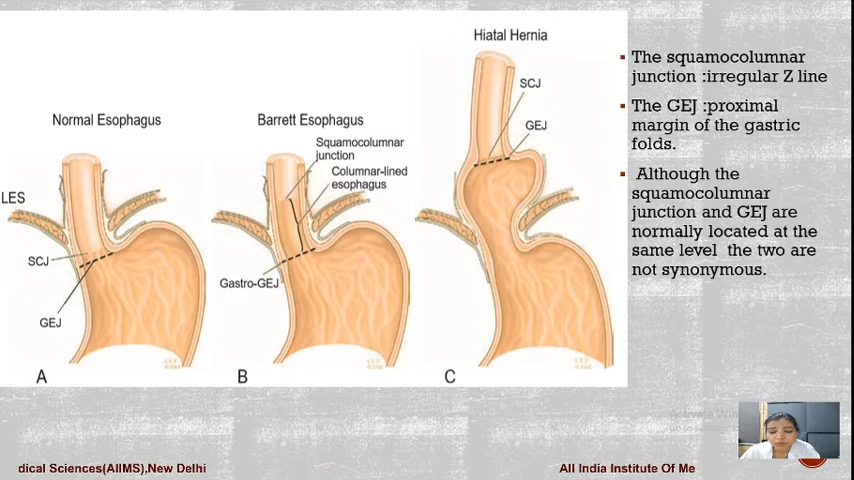 Hiatal Hernia
SCJ
GEJ
Normal Esophagus
Barrett Esophagus
Squamocolumnar
junction
Columnar-lined
esophagus
LES
SCJ
GEJ
Gastro-GEJ
A
B
C
▪ The squamocolumnar
junction :irregular Z line
▪ The GEJ :proximal
margin of the gastric
folds.
▪ Although the
squamocolumnar
junction and GEJ are
normally located at the
same level the two are
not synonymous.
Activate Win
dical Sciences(AIIMS),New Delhi
All India Institute Of Me